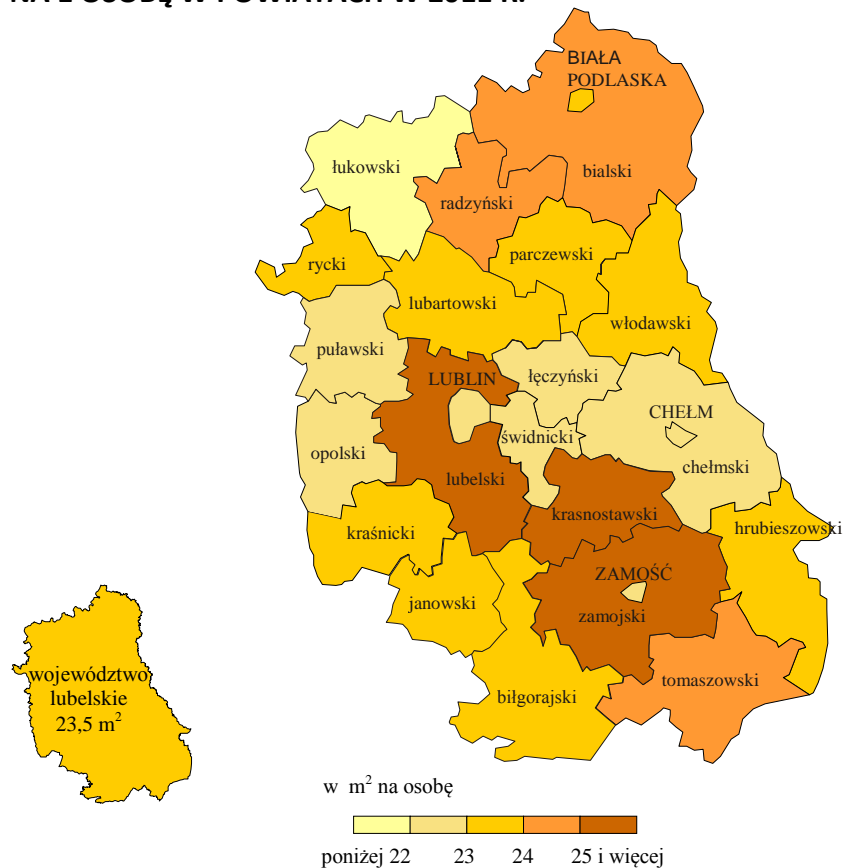 BIAŁA
PODLASKA
łukowski
bialski
radzyński
parczewski
rycki
lubartowski
włodawski
puławski
LUBLIN
łęczyński
CHEŁM
świdnicki
opolski
lubelski
chełmski
krasnostawski
hrubieszowski
kraśnicki
ZAMOŚĆ
janowski
zamojski
tomaszowski
biłgorajski
województwo
lubelskie
23,5 m²
w m² na osobę
poniżej 22 23 24 25 i więcej